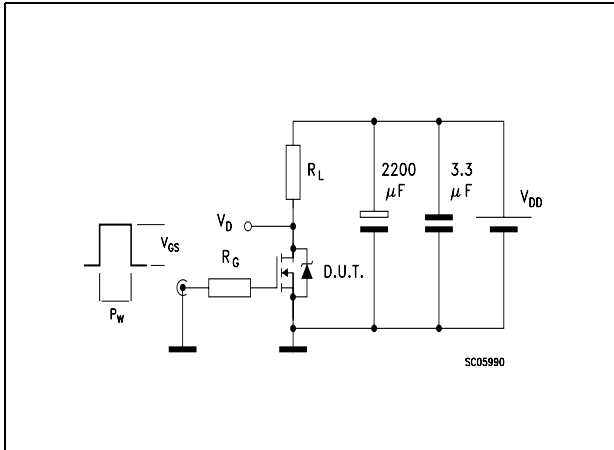 R_L
2200
μF
3.3
μF
V_DD
V_D
V_GS
R_G
D.U.T.
P_W
SC05990